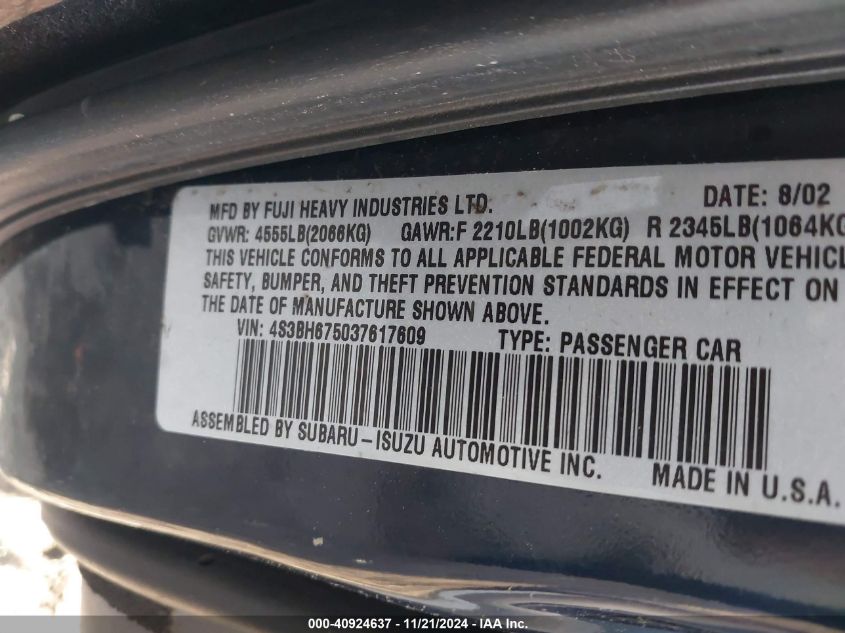 MFD BY FUJI HEAVY INDUSTRIES LTD. DATE: 8/02
GVWR: 4555LB(2066KG) GAWR:F 2210LB(1002KG) R 2345LB(1064KG
THIS VEHICLE CONFORMS TO ALL APPLICABLE FEDERAL MOTOR VEHICL
SAFETY, BUMPER, AND THEFT PREVENTION STANDARDS IN EFFECT ON
THE DATE OF MANUFACTURE SHOWN ABOVE.
VIN: 4S3BH675037617609 TYPE: PASSENGER CAR
ASSEMBLED BY SUBARU-ISUZU AUTOMOTIVE INC. MADE IN U.S.A.
000-40924637 - 11/21/2024 - IAA Inc.